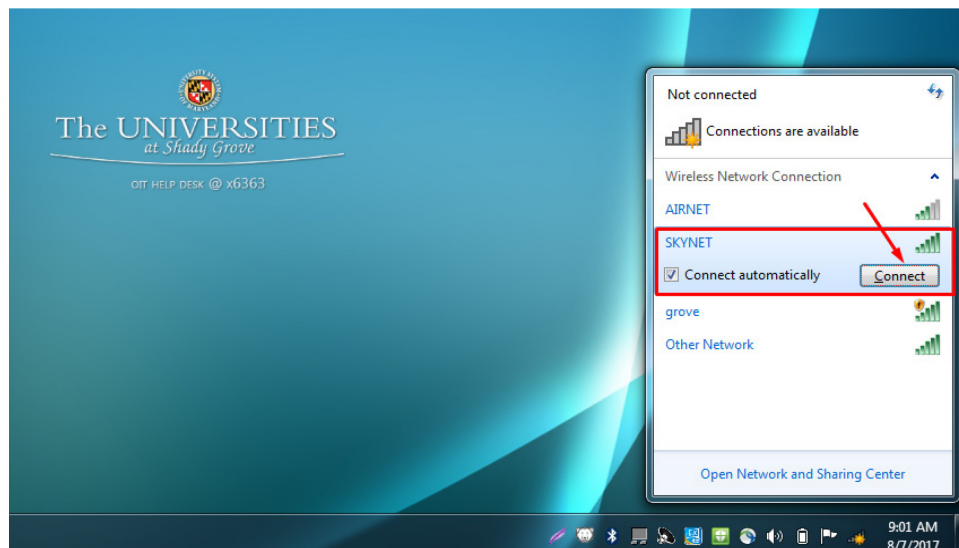 The UNIVERSITIES
at Shady Grove
OIT HELP DESK @ x6363
Not connected
Connections are available
Wireless Network Connection
AIRNET
SKYNET
Connect automatically
Connect
grove
Other Network
Open Network and Sharing Center
9:01 AM
8/7/2017